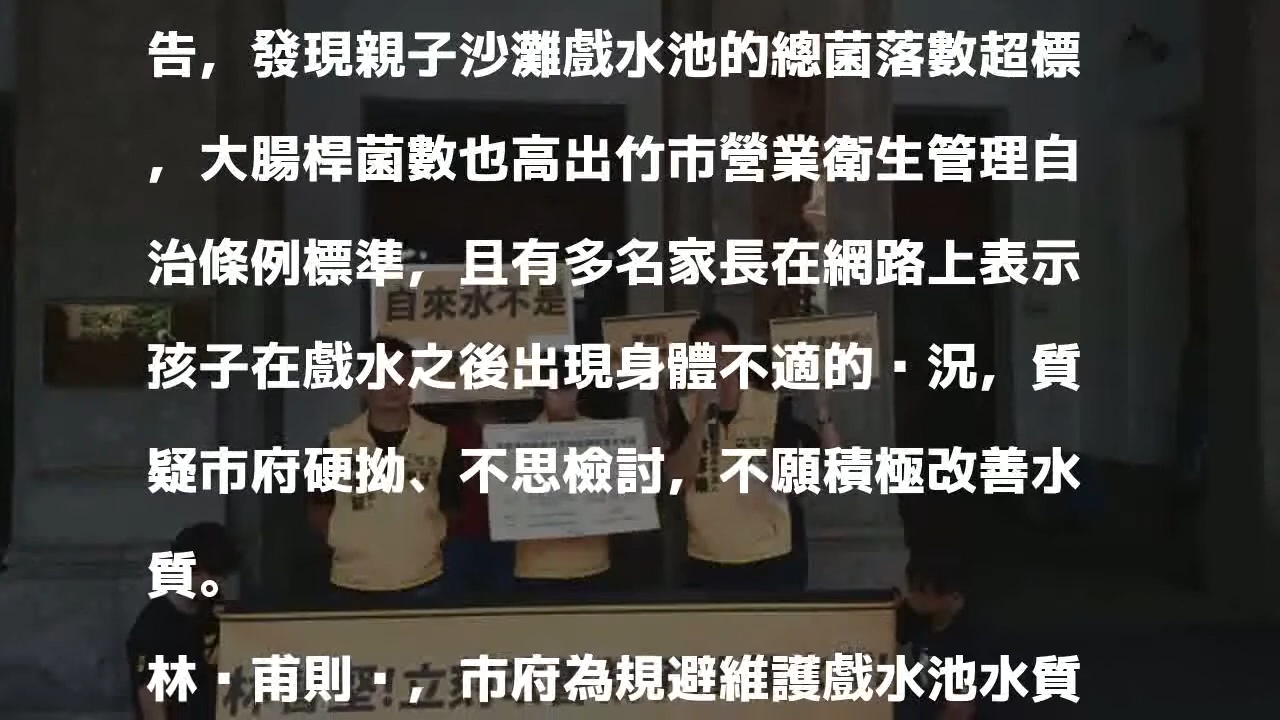 告，發現親子沙灘戲水池的總菌落數超標
，大腸桿菌數也高出竹市營業衛生管理自
治條例標準，且有多名家長在網路上表示
自來水不是
孩子在戲水之後出現身體不適的▪況，質
疑市府硬拗、不思檢討，不願積極改善水
質。
林▪甫則▪，市府為規避維護戲水池水質